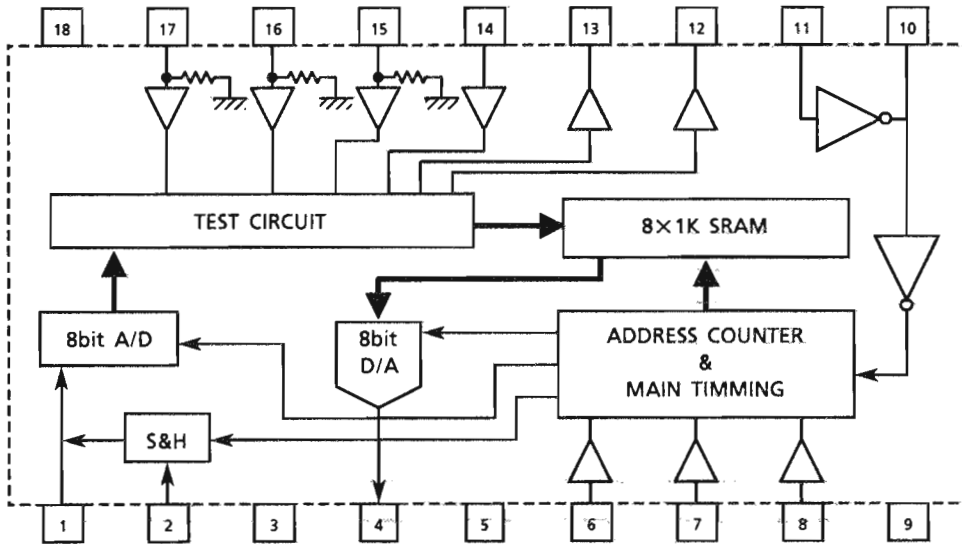 18 17 16 15 14 13 12 11 10
TEST CIRCUIT
8×1K SRAM
8bit A/D
8bit
D/A
ADDRESS COUNTER
&
MAIN TIMMING
S&H
1 2 3 4 5 6 7 8 9